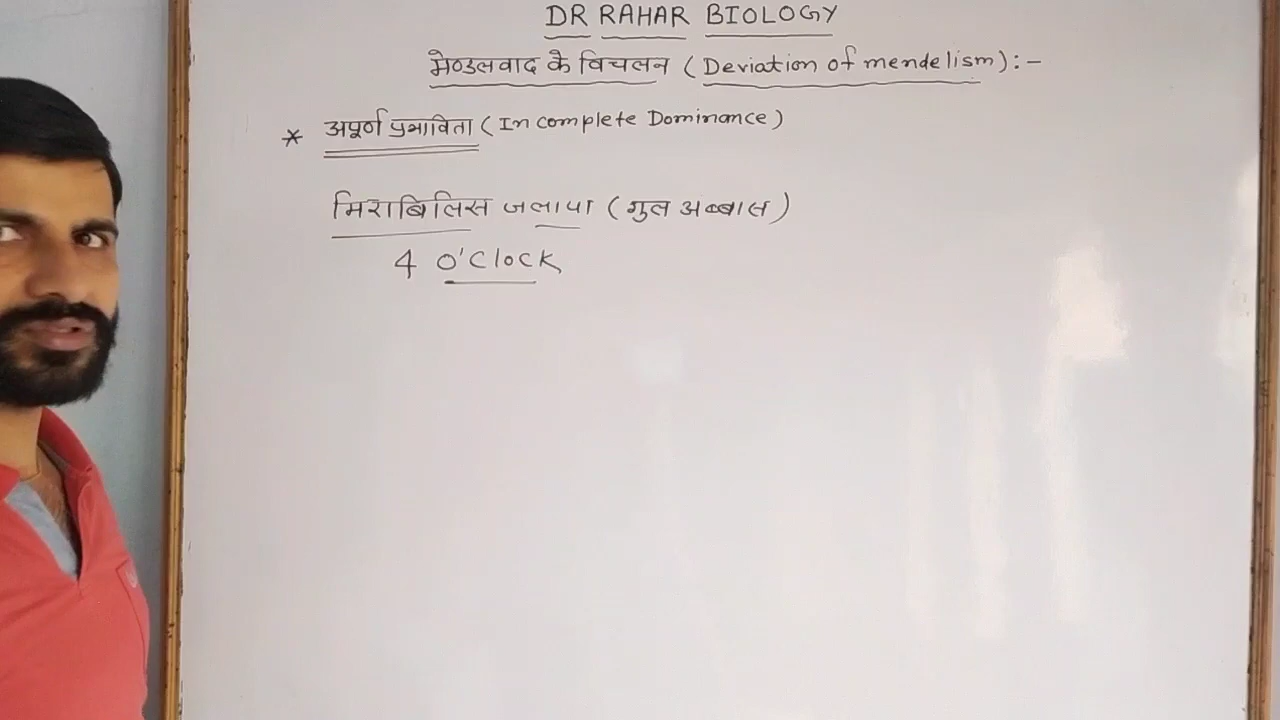 DR RAHAR BIOLOGY
मेण्डलवाद के विचलन (Deviation of mendelism) :-
* अपूर्ण प्रभाविता (Incomplete Dominance)
मिराबिलिस जलापा (गुल अब्बास)
4 O'Clock